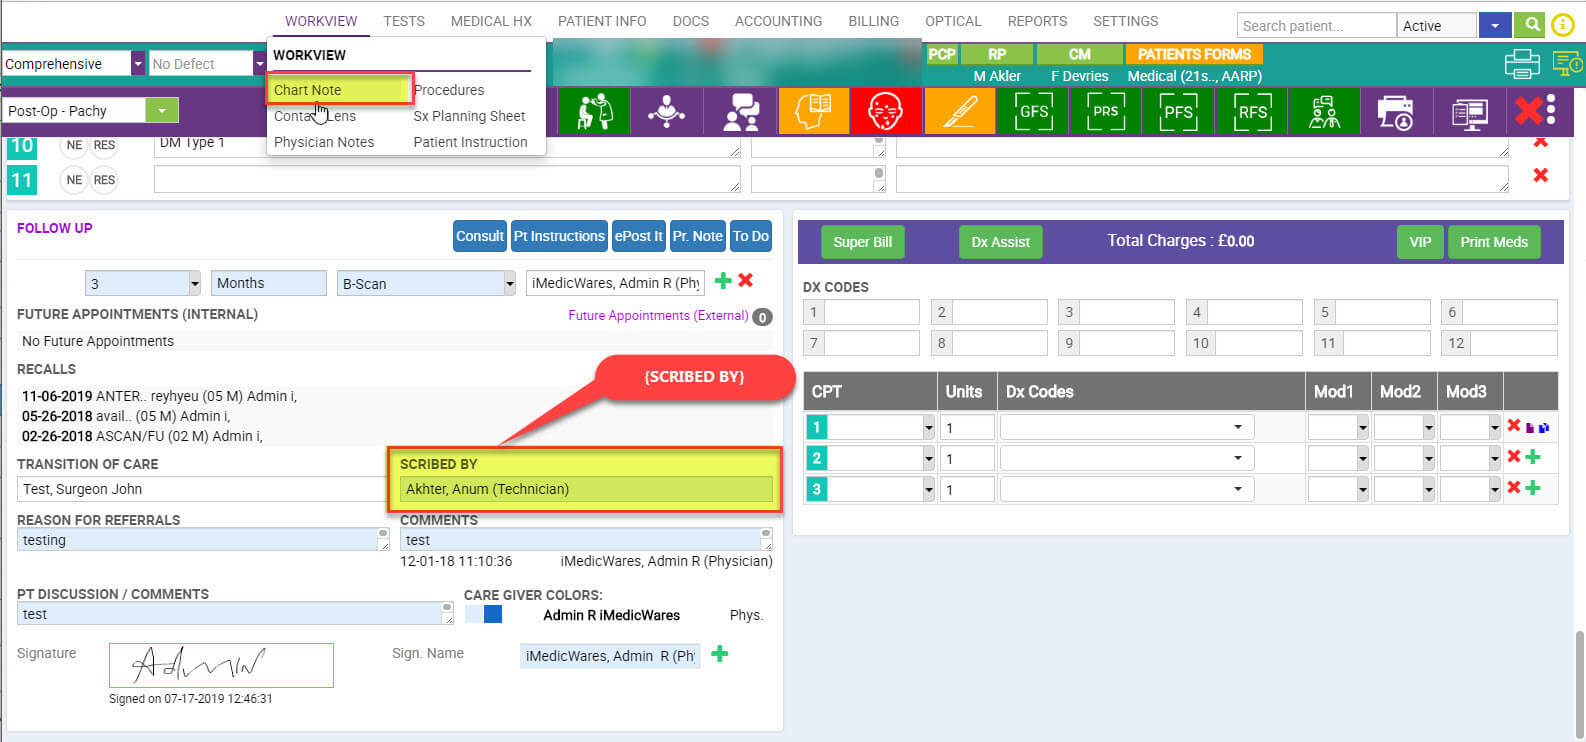 WORKVIEW TESTS MEDICAL HX PATIENT INFO DOCS ACCOUNTING BILLING OPTICAL REPORTS SETTINGS Search patient... Active
WORKVIEW
Chart Note Procedures
Lens Sx Planning Sheet
Physician Notes Patient Instruction
Comprehensive No Defect
PCP RP CM PATIENTS FORMS
M Akler F Devries Medical (21s.., AARP)
Post-Op - Pachy
GFS PRS PFS RFS
10 NE RES DM Type 1
11 NE RES
FOLLOW UP Consult Pt Instructions ePost It Pr. Note To Do
3 Months B-Scan iMedicWares, Admin R (Phy
FUTURE APPOINTMENTS (INTERNAL) Future Appointments (External) 0
No Future Appointments
RECALLS
11-06-2019 ANTER.. reyhyeu (05 M) Admin i,
05-26-2018 avail.. (05 M) Admin i,
02-26-2018 ASCAN/FU (02 M) Admin i,
{SCRIBED BY}
TRANSITION OF CARE SCRIBED BY
Test, Surgeon John Akhter, Anum (Technician)
REASON FOR REFERRALS COMMENTS
testing test
12-01-18 11:10:36 iMedicWares, Admin R (Physician)
PT DISCUSSION / COMMENTS CARE GIVER COLORS:
test Admin R iMedicWares Phys.
Signature Admin Sign. Name iMedicWares, Admin R (Ph
Signed on 07-17-2019 12:46:31
Super Bill Dx Assist Total Charges : £0.00 VIP Print Meds
DX CODES
1 2 3 4 5 6
7 8 9 10 11 12
CPT Units Dx Codes Mod1 Mod2 Mod3
1 1
2 1
3 1